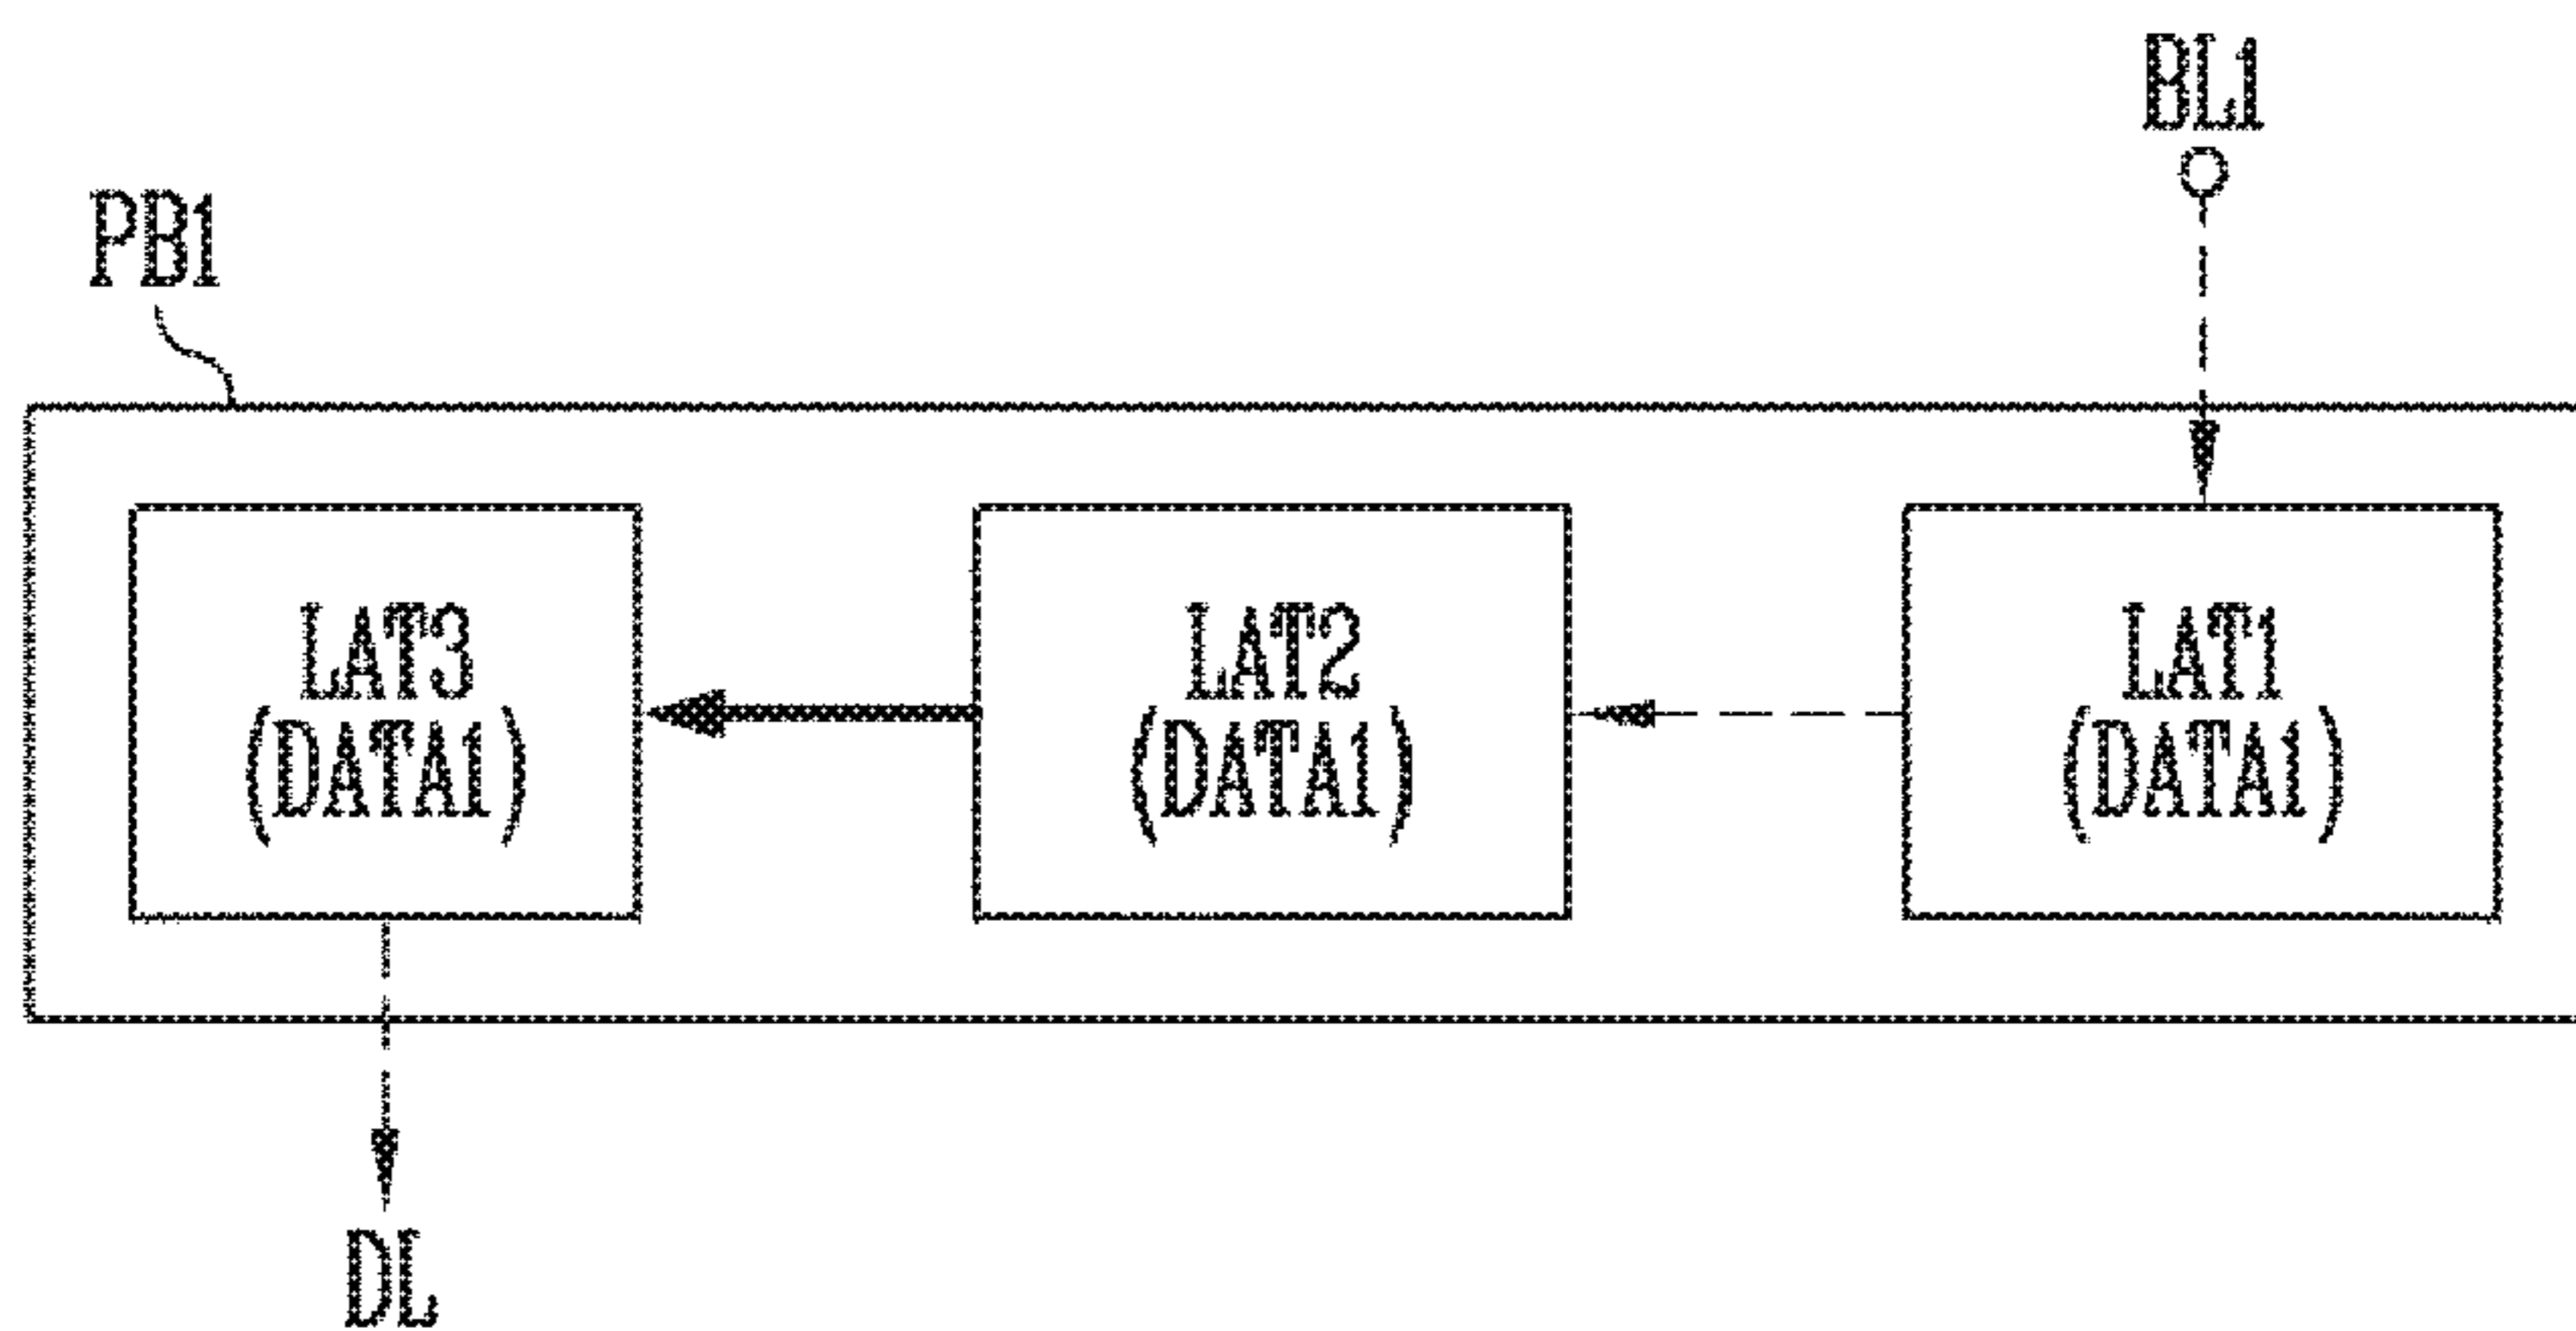 BL1
PB1
LAT3
(DATA1)
LAT2
(DATA1)
LAT1
(DATA1)
DL